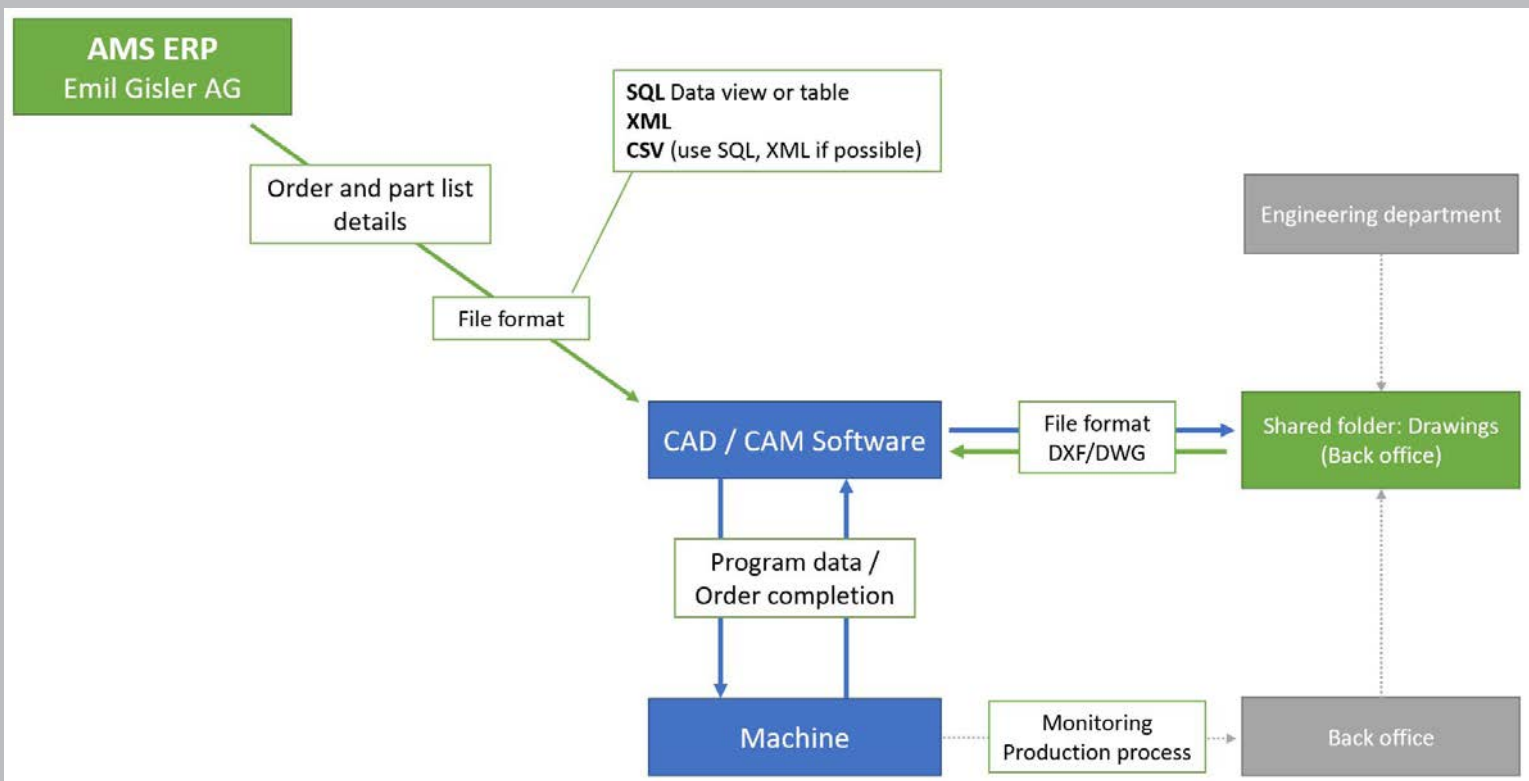 AMS ERP
Emil Gisler AG
SQL Data view or table
XML
CSV (use SQL, XML if possible)
Order and part list
details
Engineering department
File format
CAD / CAM Software
File format
DXF/DWG
Shared folder: Drawings
(Back office)
Program data /
Order completion
Machine
Monitoring
Production process
Back office